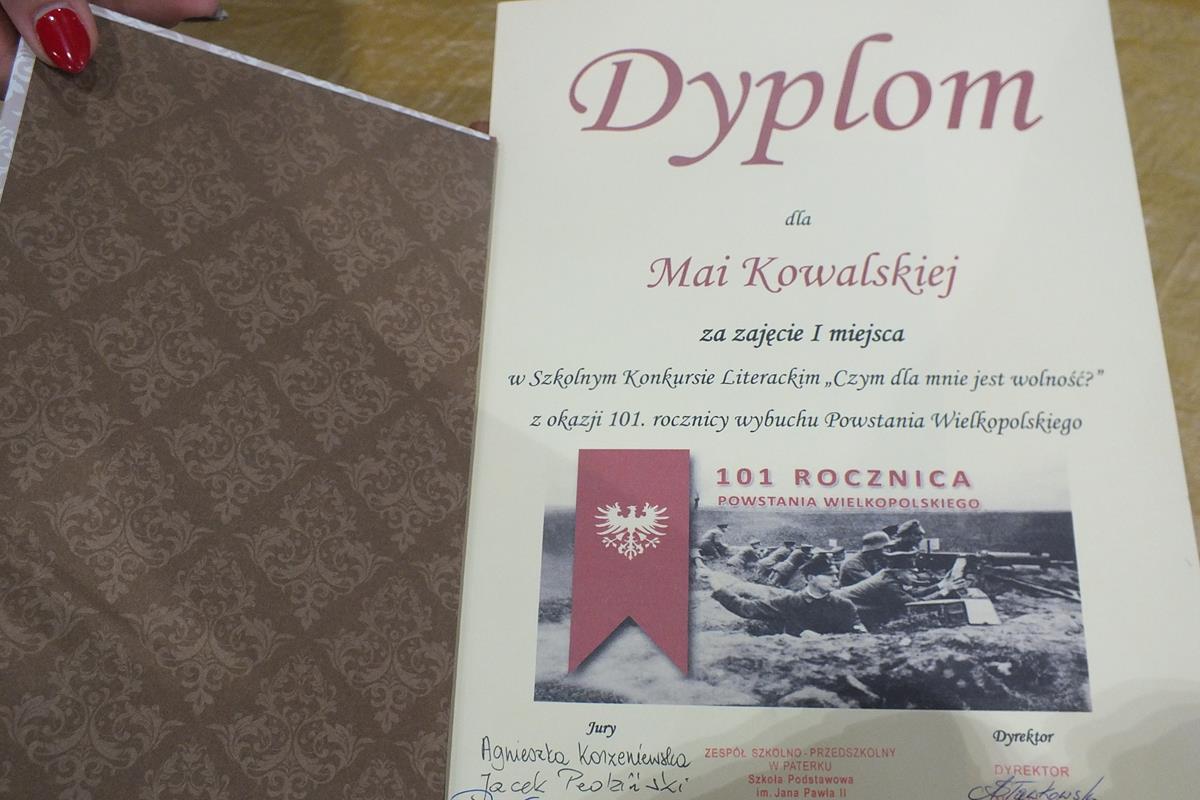 Dyplom
dla
Mai Kowalskiej
za zajęcie I miejsca
w Szkolnym Konkursie Literackim „Czym dla mnie jest wolność?”
z okazji 101. rocznicy wybuchu Powstania Wielkopolskiego
101 ROCZNICA
POWSTANIA WIELKOPOLSKIEGO
Jury
Agnieszka Korzeniewska
Jacek
ZESPÓŁ SZKOLNO-PRZEDSZKOLNY
W PATERKU
Szkoła Podstawowa
im. Jana Pawła II
Dyrektor
DYREKTOR